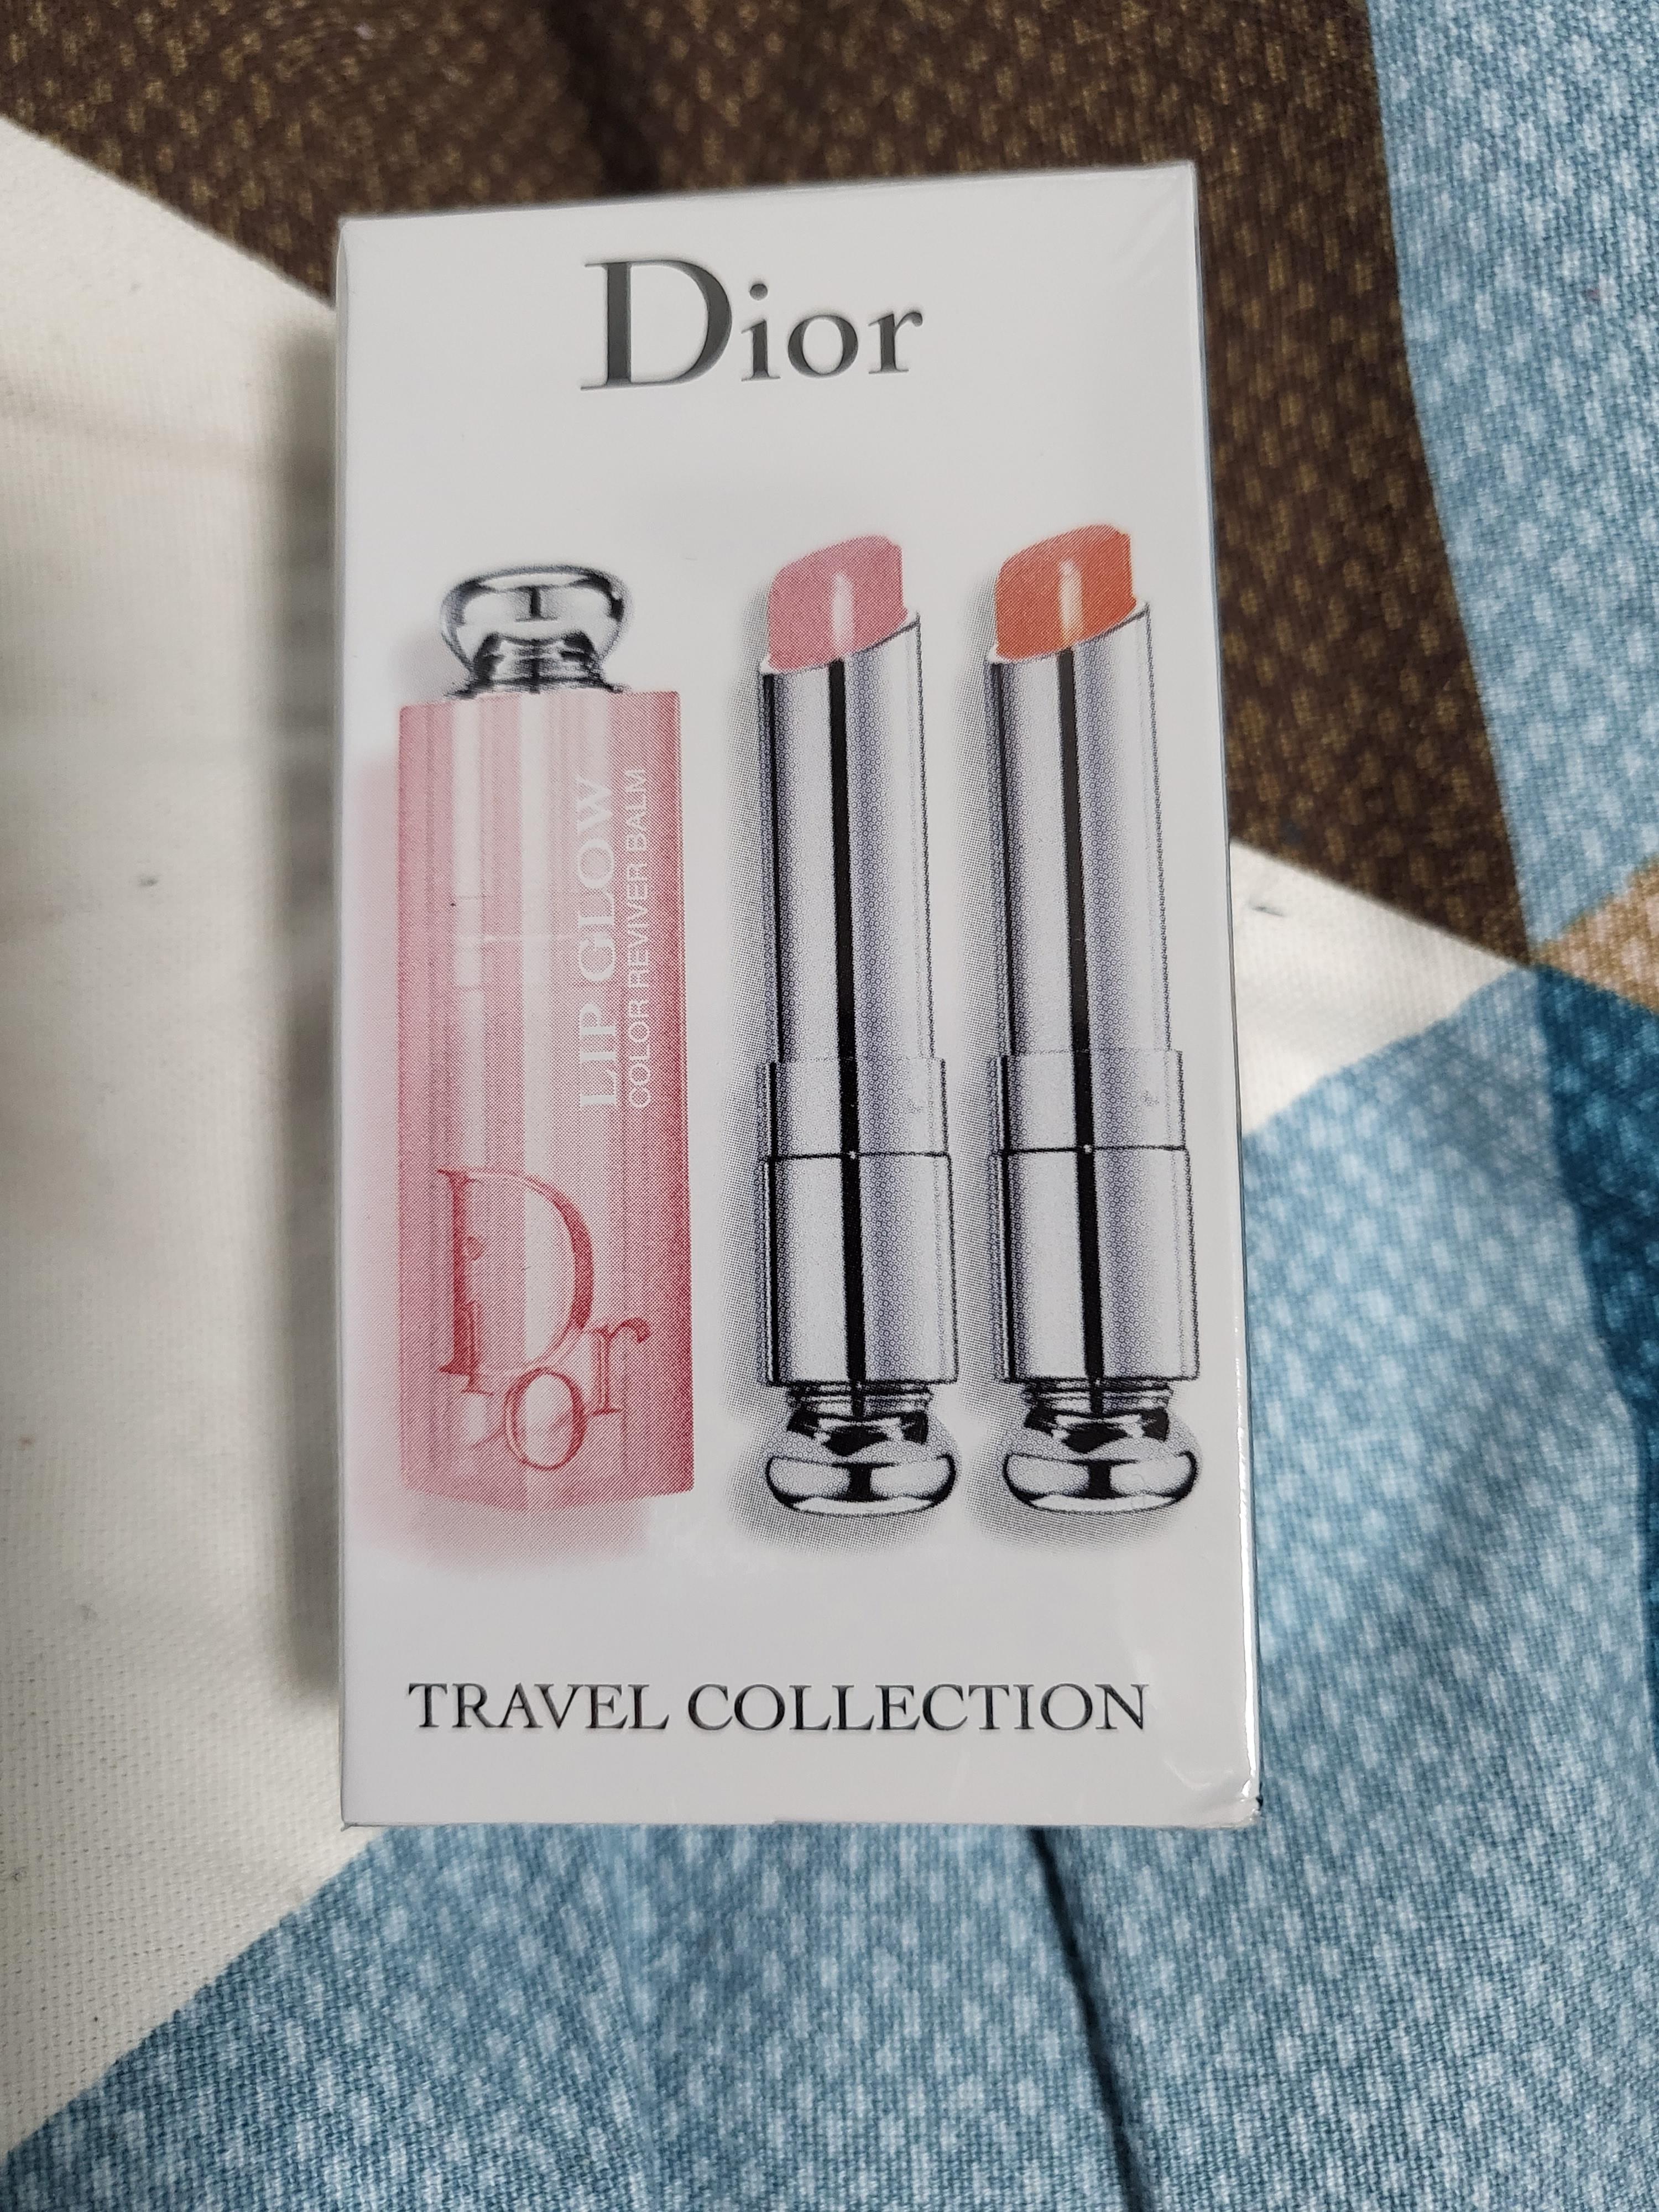 Dior
LIP GLOW
COLOR REVIVER BALM
Dior
TRAVEL COLLECTION